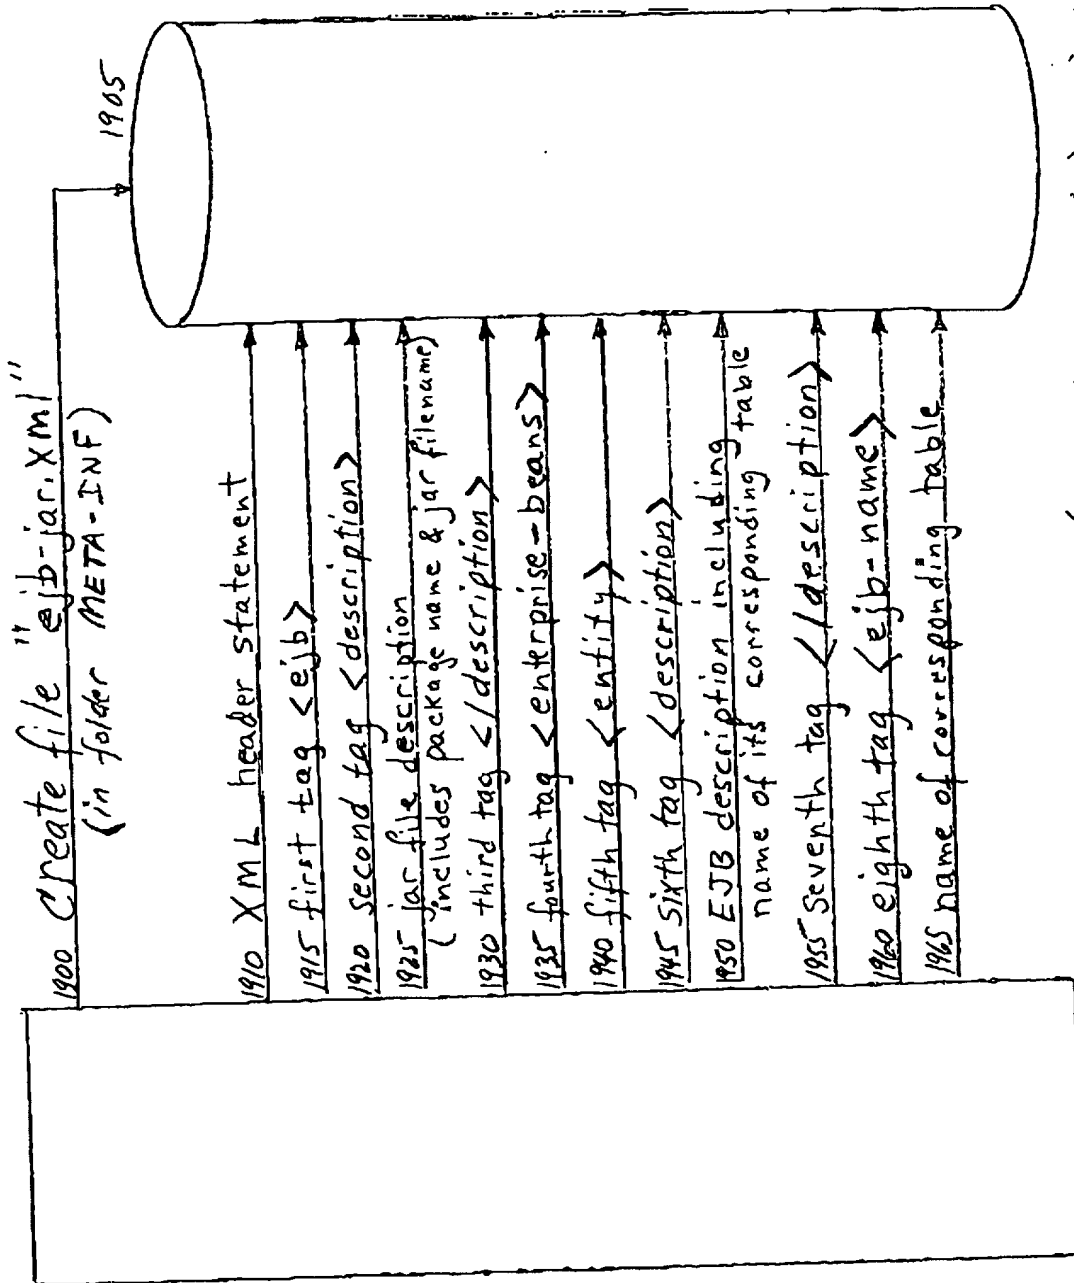 1900 Create file "ejb-jar.xml"
(in folder META-INF)
1905
1910 XML header statement
1915 first tag <ejb>
1920 second tag <description>
1925 jar file description
(includes package name & jar filename)
1930 third tag </description>
1935 fourth tag <enterprise-beans>
1940 fifth tag <entity>
1945 sixth tag <description>
1950 EJB description including
name of its corresponding table
1955 Seventh tag </description>
1960 eighth tag <ejb-name>
1965 name of corresponding table